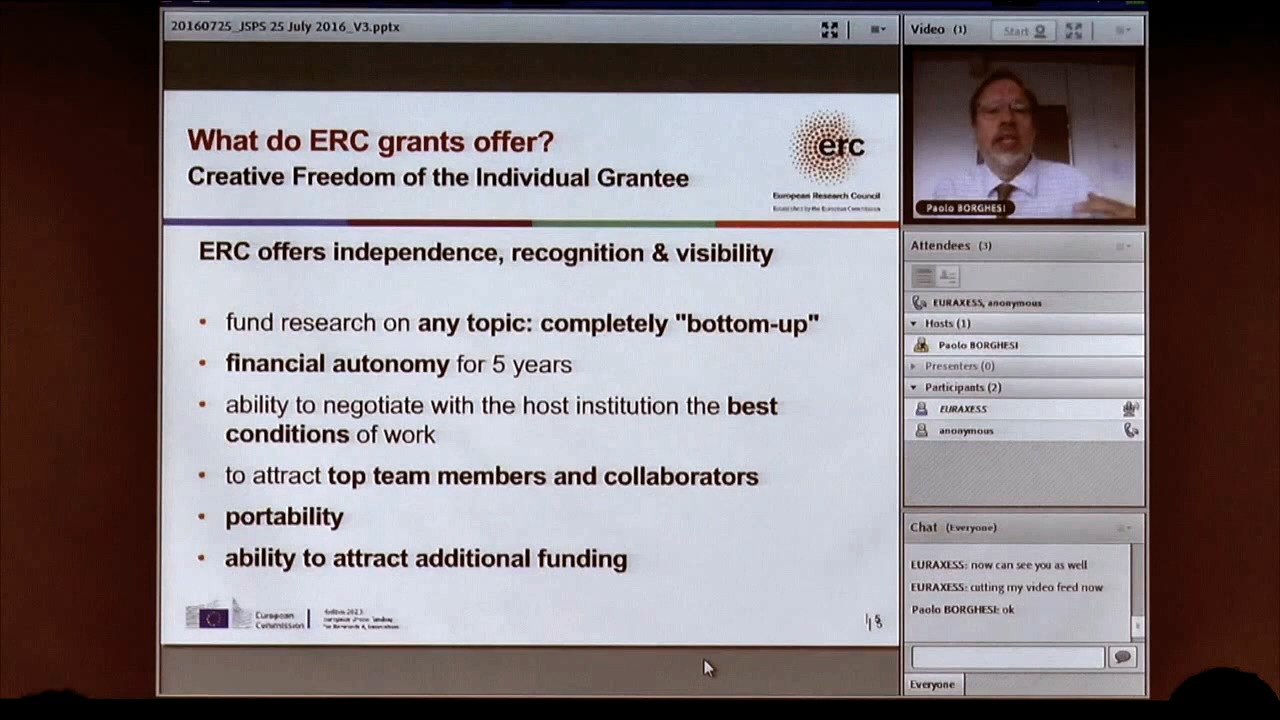 20160725_JSPS 25 July 2016_V3.pptx
What do ERC grants offer?
Creative Freedom of the Individual Grantee
erc
European Research Council
Established by the European Commission
ERC offers independence, recognition & visibility
• fund research on any topic: completely "bottom-up"
• financial autonomy for 5 years
• ability to negotiate with the host institution the best
conditions of work
• to attract top team members and collaborators
• portability
• ability to attract additional funding
European
Commission
Video (1)
Start
Paolo BORGHESI
Attendees (3)
EURAXESS, anonymous
Hosts (1)
Paolo BORGHESI
Presenters (0)
Participants (2)
EURAXESS
anonymous
Chat (Everyone)
EURAXESS: now can see you as well
EURAXESS: cutting my video feed now
Paolo BORGHESI: ok
Everyone